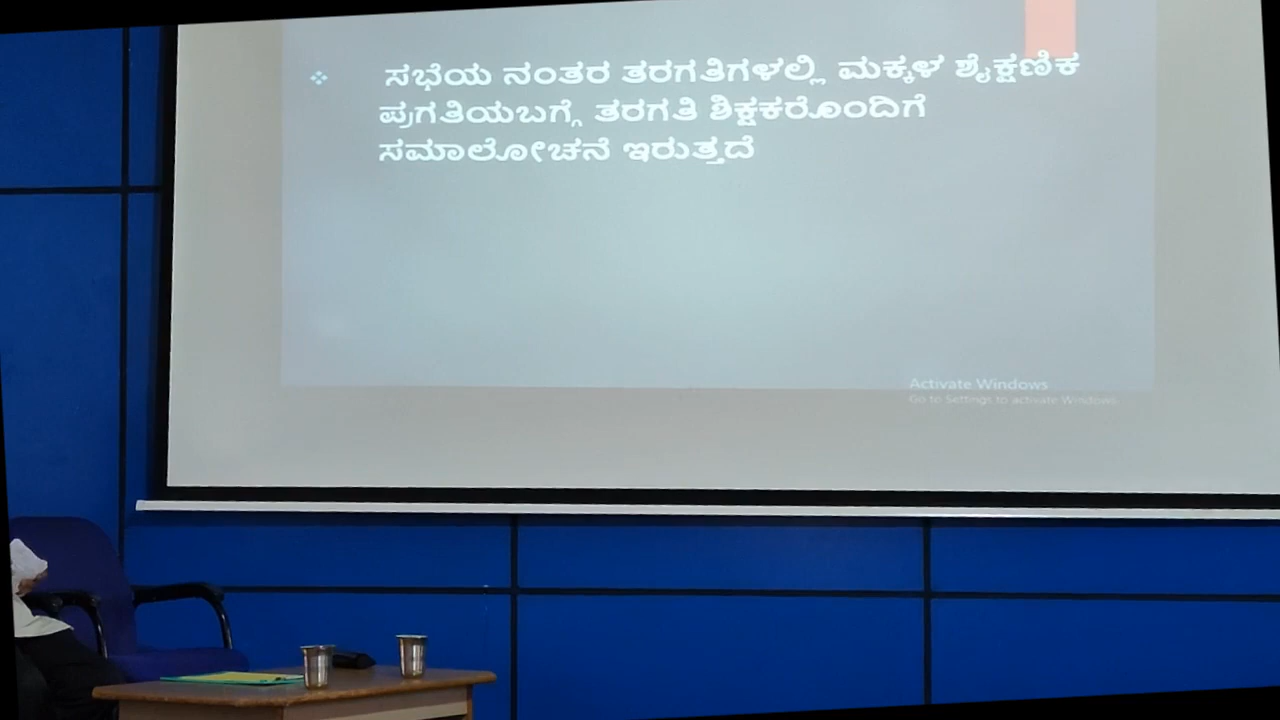 ಸಭೆಯ ನಂತರ ತರಗತಿಗಳಲ್ಲಿ ಮಕ್ಕಳ ಶೈಕ್ಷಣಿಕ
ಪ್ರಗತಿಯಬಗ್ಗೆ ತರಗತಿ ಶಿಕ್ಷಕರೊಂದಿಗೆ
ಸಮಾಲೋಚನೆ ಇರುತ್ತದೆ
Activate Windows
Go to Settings to activate Windows.